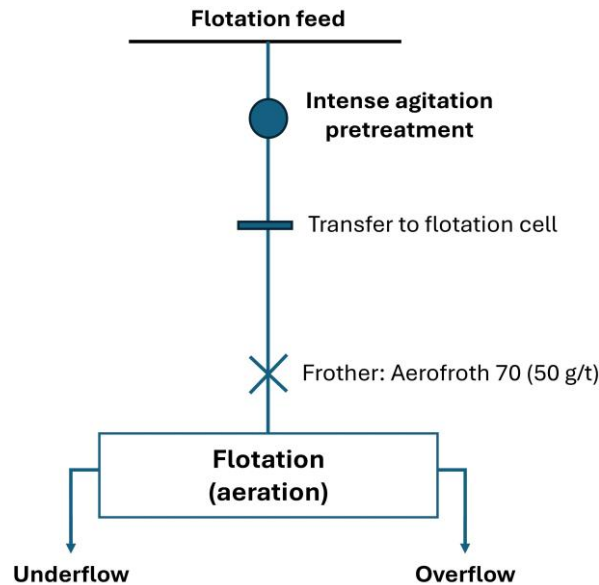 Flotation feed
Intense agitation
pretreatment
Transfer to flotation cell
Frother: Aerofroth 70 (50 g/t)
Flotation
(aeration)
Underflow
Overflow